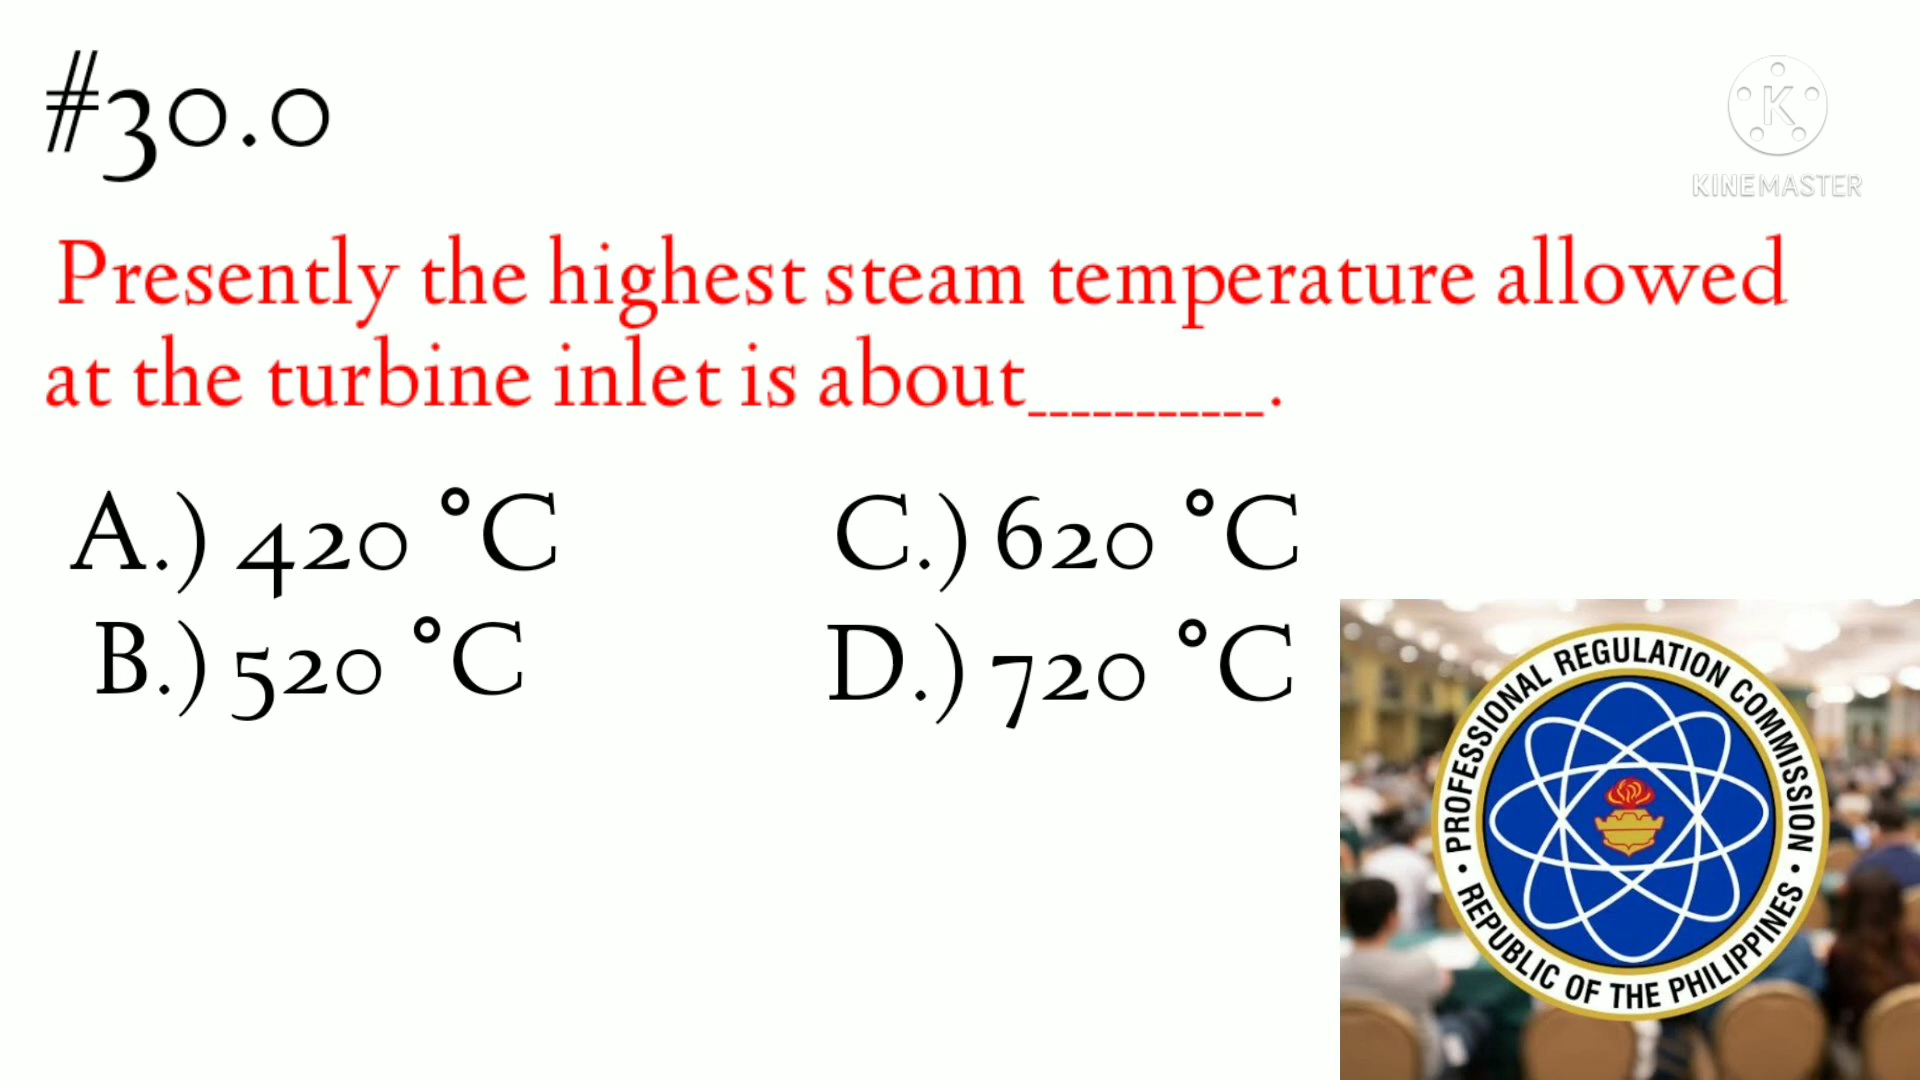 #30.0
K
KINEMASTER
Presently the highest steam temperature allowed
at the turbine inlet is about___________.
A.) 420 °C
B.) 520 °C
C.) 620 °C
D.) 720 °C
PROFESSIONAL REGULATION COMMISSION
• REPUBLIC OF THE PHILIPPINES •